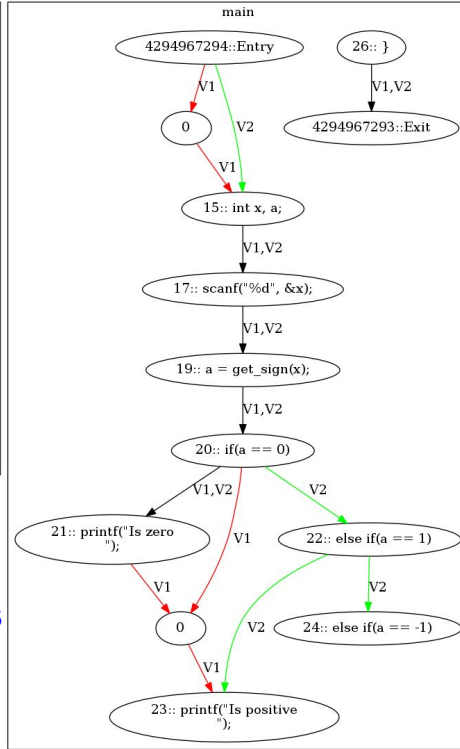 main
4294967294::Entry
26:: }
V1
V1,V2
0
V2
4294967293::Exit
V1
15:: int x, a;
V1,V2
17:: scanf("%d", &x);
V1,V2
19:: a = get_sign(x);
V1,V2
20:: if(a == 0)
V1,V2
V2
21:: printf("Is zero
");
V1
22:: else if(a == 1)
V1
V2
0
V2
24:: else if(a == -1)
V1
23:: printf("Is positive
");